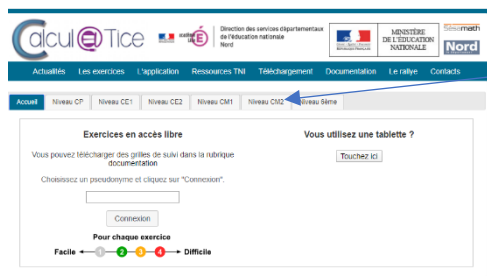 Calcul@Tice
Direction des services départementaux
de l'éducation nationale
Nord
MINISTÈRE
DE L'ÉDUCATION
NATIONALE
Sésamath
Nord
Actualités Les exercices L'application Ressources TNI Téléchargement Documentation Le rallye Contacts
Accueil Niveau CP Niveau CE1 Niveau CE2 Niveau CM1 Niveau CM2 Niveau 6ème
Exercices en accès libre
Vous pouvez télécharger des grilles de suivi dans la rubrique
documentation
Choisissez un pseudonyme et cliquez sur "Connexion".
Connexion
Pour chaque exercice
Facile 1 2 3 4 Difficile
Vous utilisez une tablette ?
Touchez ici